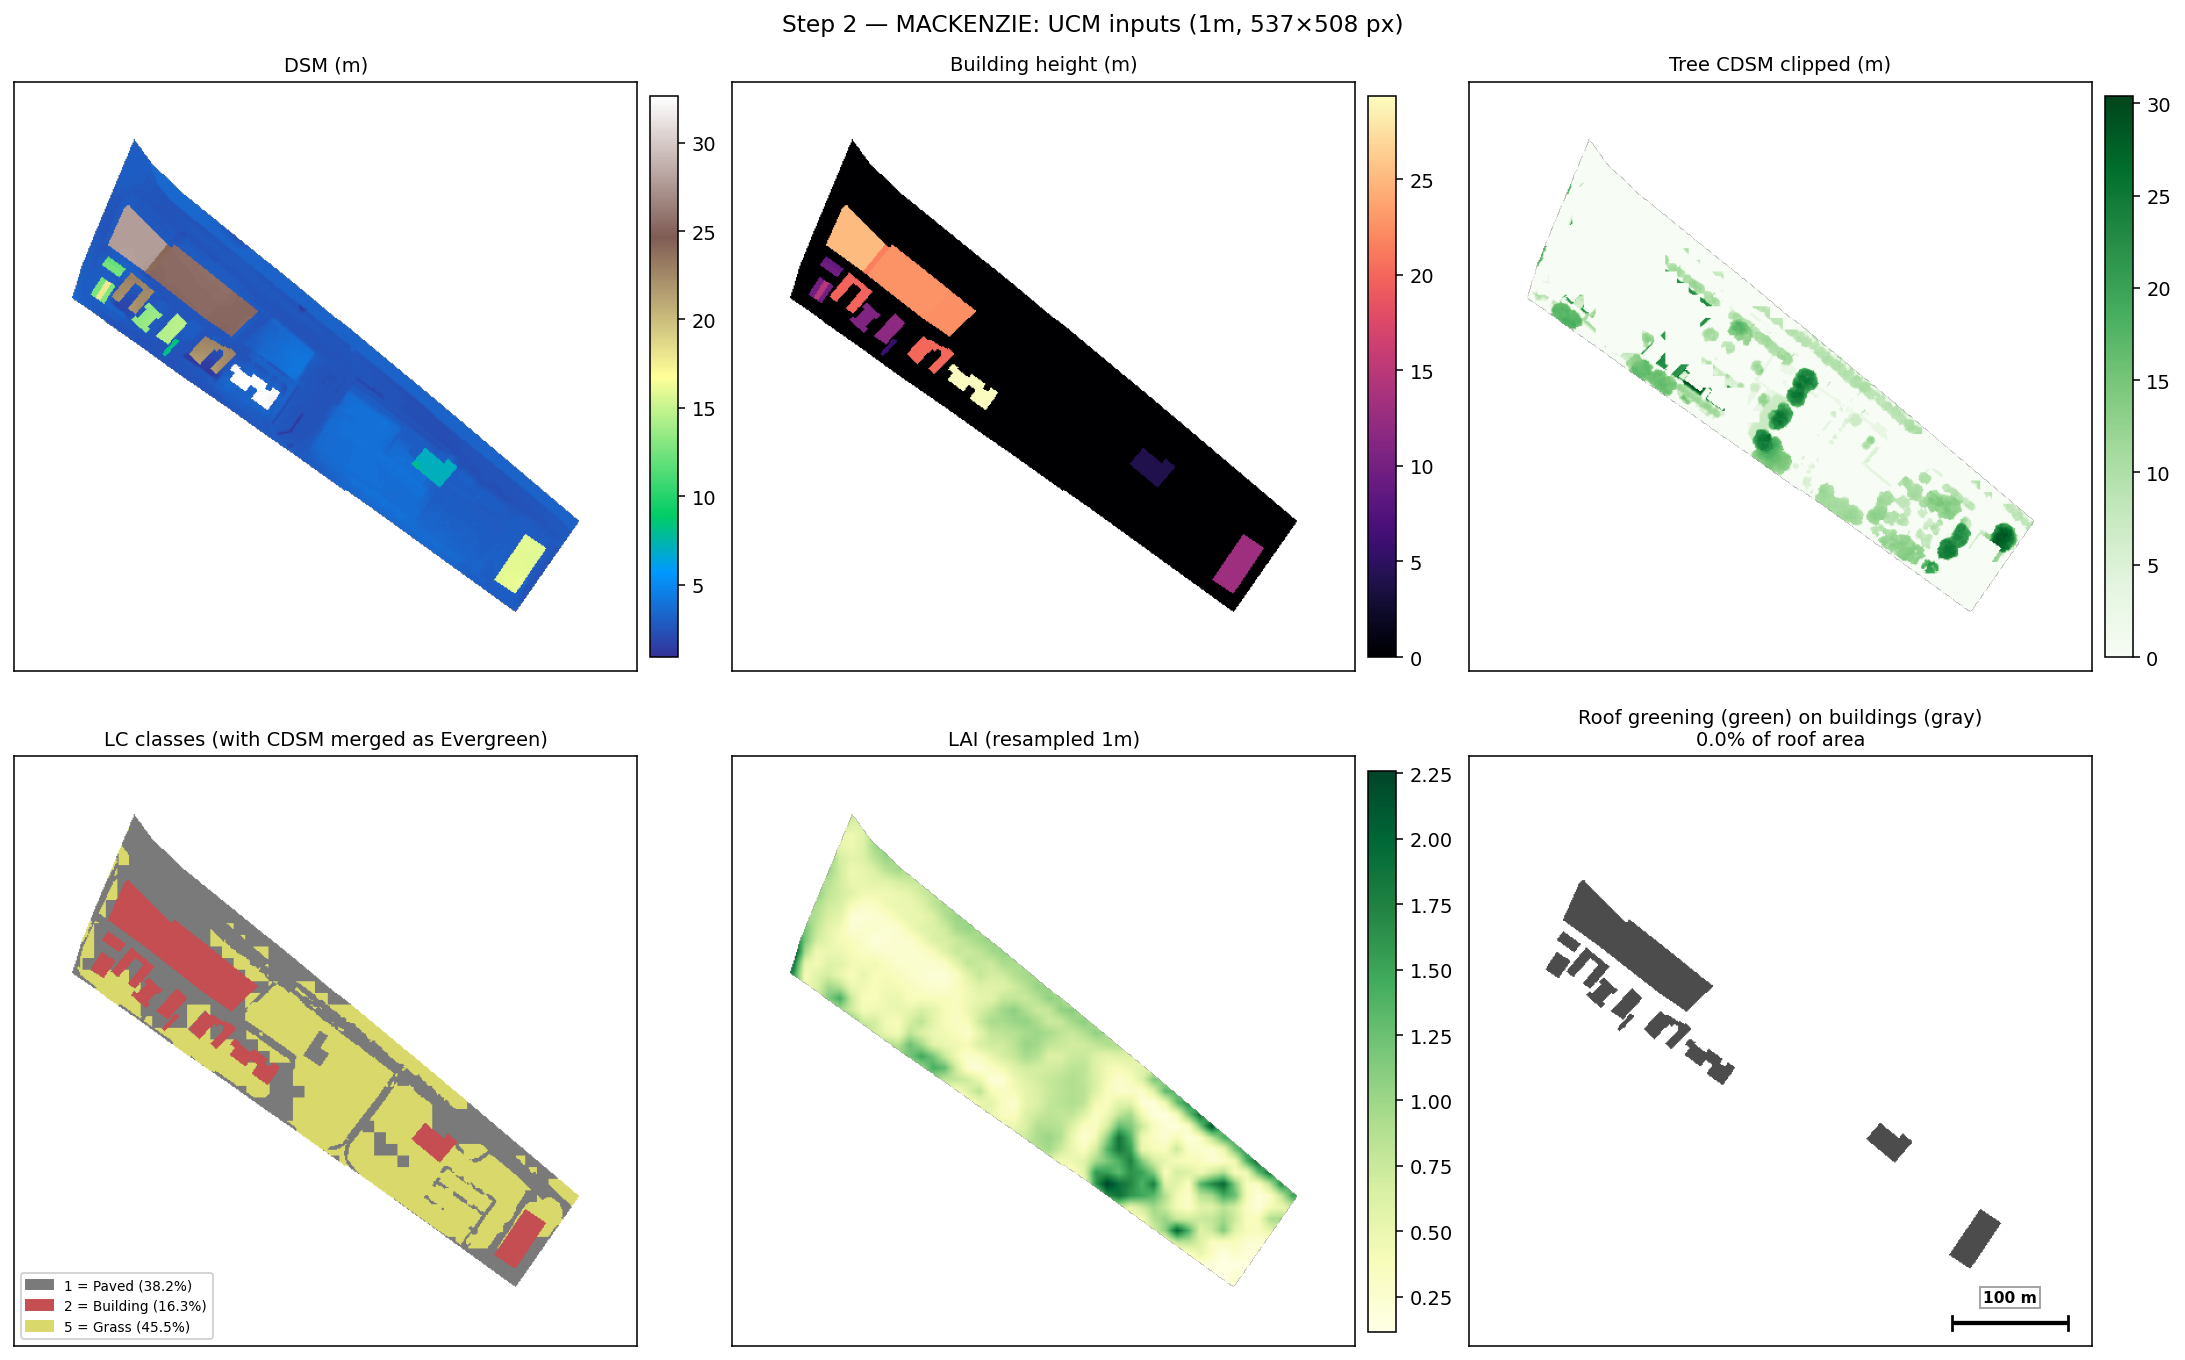 Step 2 — MACKENZIE: UCM inputs (1m, 537×508 px)
DSM (m)
30
25
20
15
10
5
Building height (m)
25
20
15
10
5
0
Tree CDSM clipped (m)
30
25
20
15
10
5
0
LC classes (with CDSM merged as Evergreen)
1 = Paved (38.2%)
2 = Building (16.3%)
5 = Grass (45.5%)
LAI (resampled 1m)
2.25
2.00
1.75
1.50
1.25
1.00
0.75
0.50
0.25
Roof greening (green) on buildings (gray)
0.0% of roof area
100 m